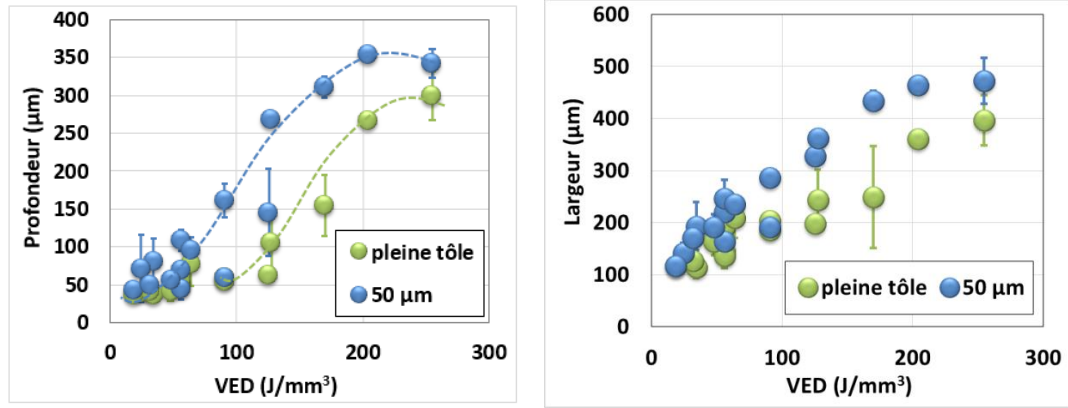 400
350
300
250
200
150
100
50
0
Profondeur (µm)
0 100 200 300
VED (J/mm³)
pleine tôle
50 µm
600
500
400
300
200
100
0
Largeur (µm)
0 100 200 300
VED (J/mm³)
pleine tôle 50 µm